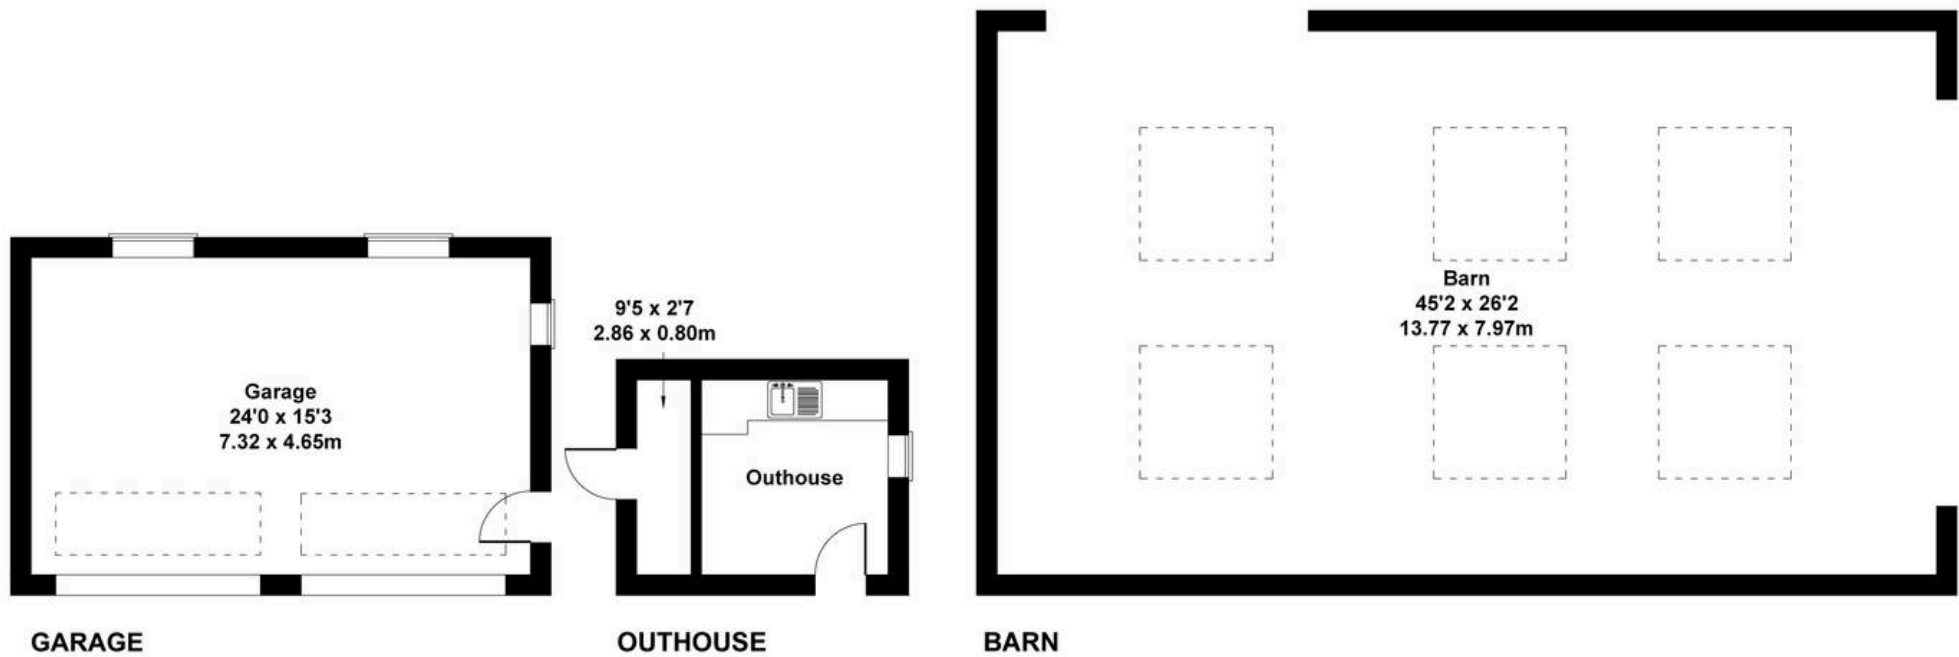 Garage
24'0 x 15'3
7.32 x 4.65m
9'5 x 2'7
2.86 x 0.80m
Outhouse
Barn
45'2 x 26'2
13.77 x 7.97m
GARAGE
OUTHOUSE
BARN